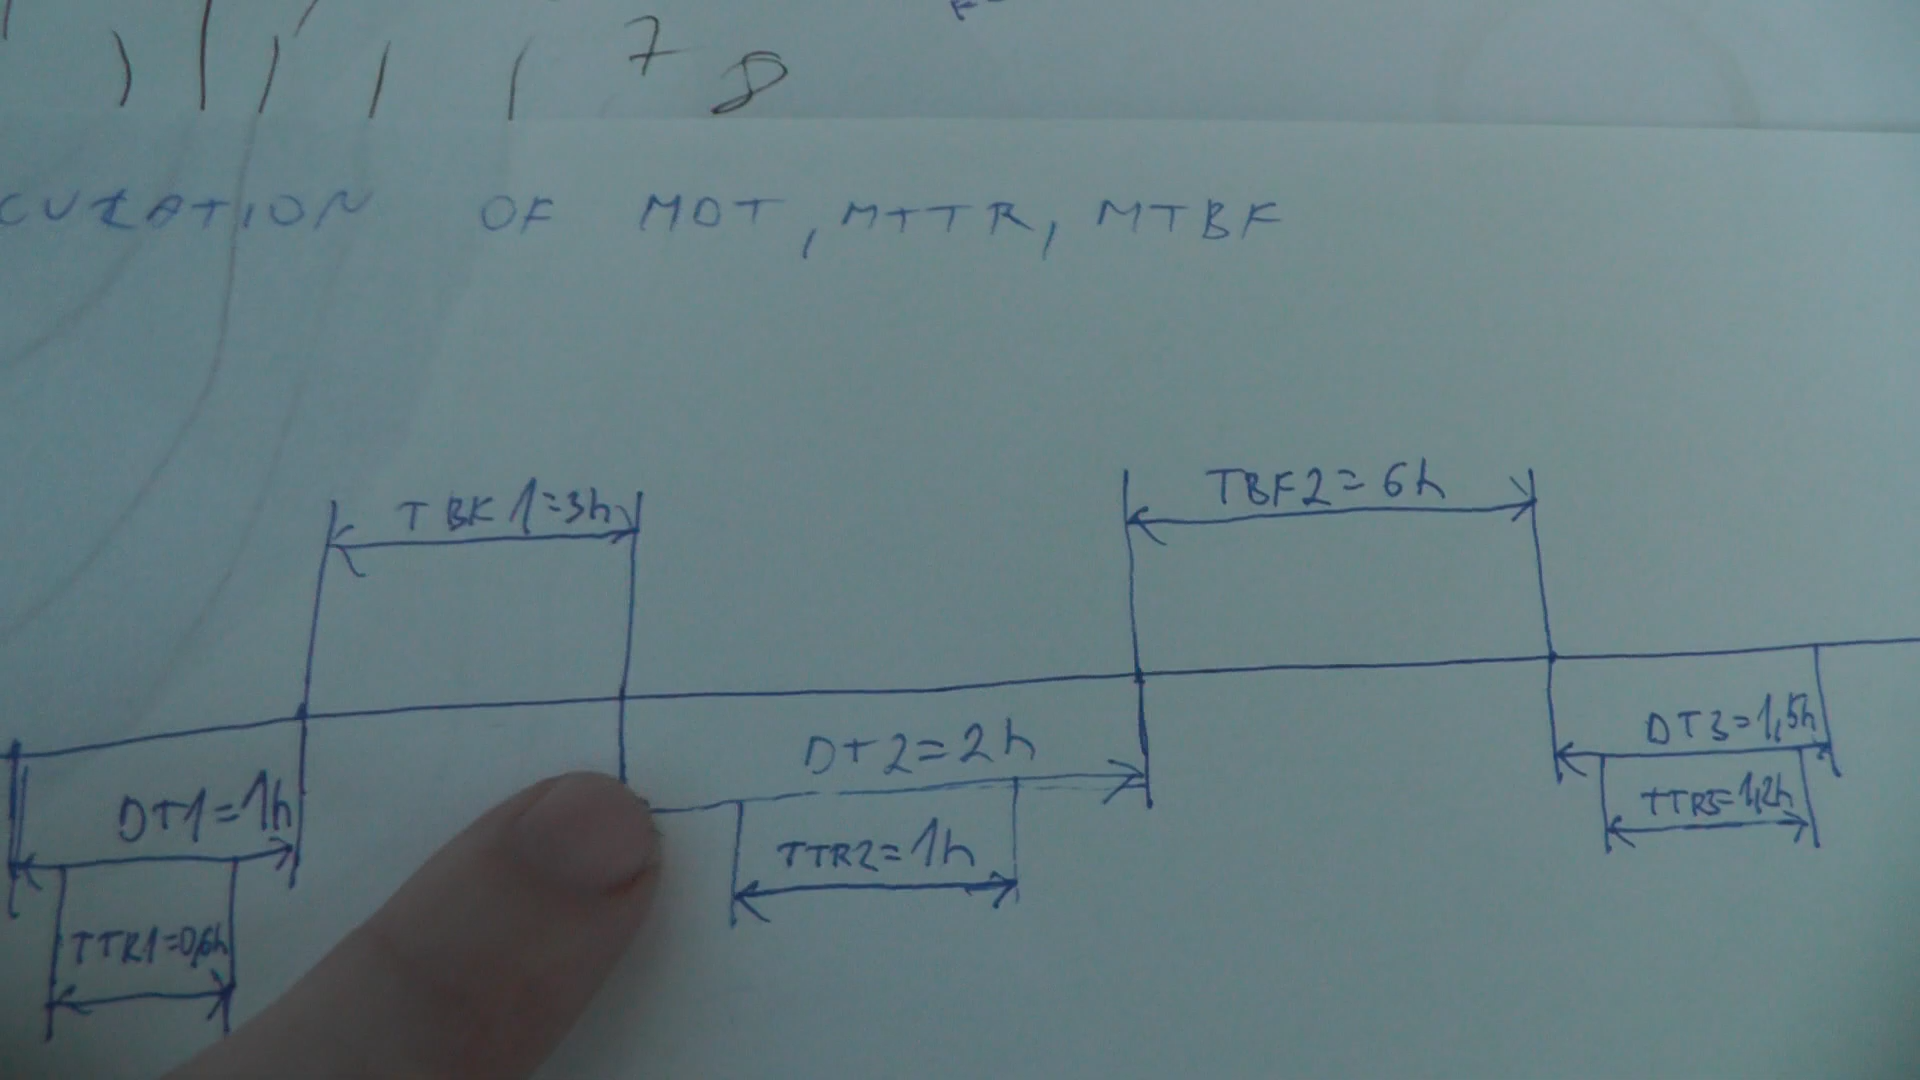 7 8
CULATION OF MDT, MTTR, MTBF
TBF1=3h
TBF2=6h
DT1=1h
DT2=2h
DT3=1,5h
TTR1=0,6h
TTR2=1h
TTR3=1,2h